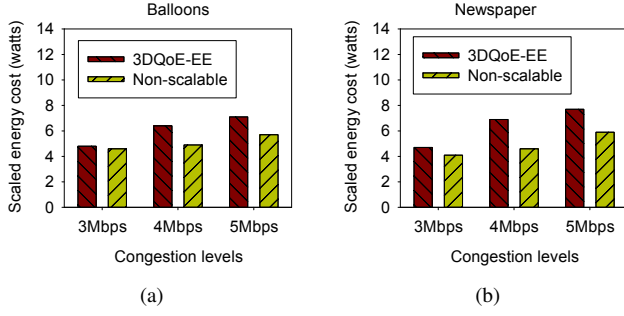 Balloons
Scaled energy cost (watts)
14
12
10
8
6
4
2
0
3DQoE-EE
Non-scalable
3Mbps 4Mbps 5Mbps
Congestion levels
(a)
Newspaper
Scaled energy cost (watts)
14
12
10
8
6
4
2
0
3DQoE-EE
Non-scalable
3Mbps 4Mbps 5Mbps
Congestion levels
(b)